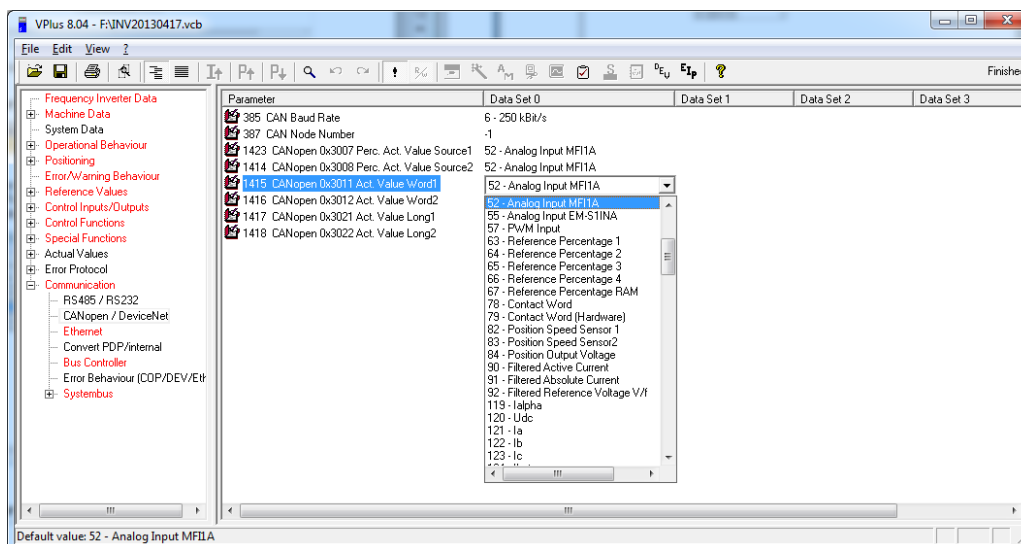 VPlus 8.04 - F:\INV20130417.vcb
File Edit View ?
Finished
Frequency Inverter Data
Machine Data
System Data
Operational Behaviour
Positioning
Error/Warning Behaviour
Reference Values
Control Inputs/Outputs
Control Functions
Special Functions
Actual Values
Error Protocol
Communication
RS485 / RS232
CANopen / DeviceNet
Ethernet
Convert PDP/internal
Bus Controller
Error Behaviour (COP/DEV/Eth
Systembus
Parameter Data Set 0 Data Set 1 Data Set 2 Data Set 3
385 CAN Baud Rate 6 - 250 kBit/s
387 CAN Node Number -1
1423 CANopen 0x3007 Perc. Act. Value Source1 52 - Analog Input MFI1A
1414 CANopen 0x3008 Perc. Act. Value Source2 52 - Analog Input MFI1A
1415 CANopen 0x3011 Act. Value Word1 52 - Analog Input MFI1A
1416 CANopen 0x3012 Act. Value Word2
1417 CANopen 0x3021 Act. Value Long1
1418 CANopen 0x3022 Act. Value Long2
52 - Analog Input MFI1A
55 - Analog Input EM-S1INA
57 - PWM Input
63 - Reference Percentage 1
64 - Reference Percentage 2
65 - Reference Percentage 3
66 - Reference Percentage 4
67 - Reference Percentage RAM
78 - Contact Word
79 - Contact Word (Hardware)
82 - Position Speed Sensor 1
83 - Position Speed Sensor2
84 - Position Output Voltage
90 - Filtered Active Current
91 - Filtered Absolute Current
92 - Filtered Reference Voltage V/f
119 - Ialpha
120 - Udc
121 - Ia
122 - Ib
123 - Ic
Default value: 52 - Analog Input MFI1A